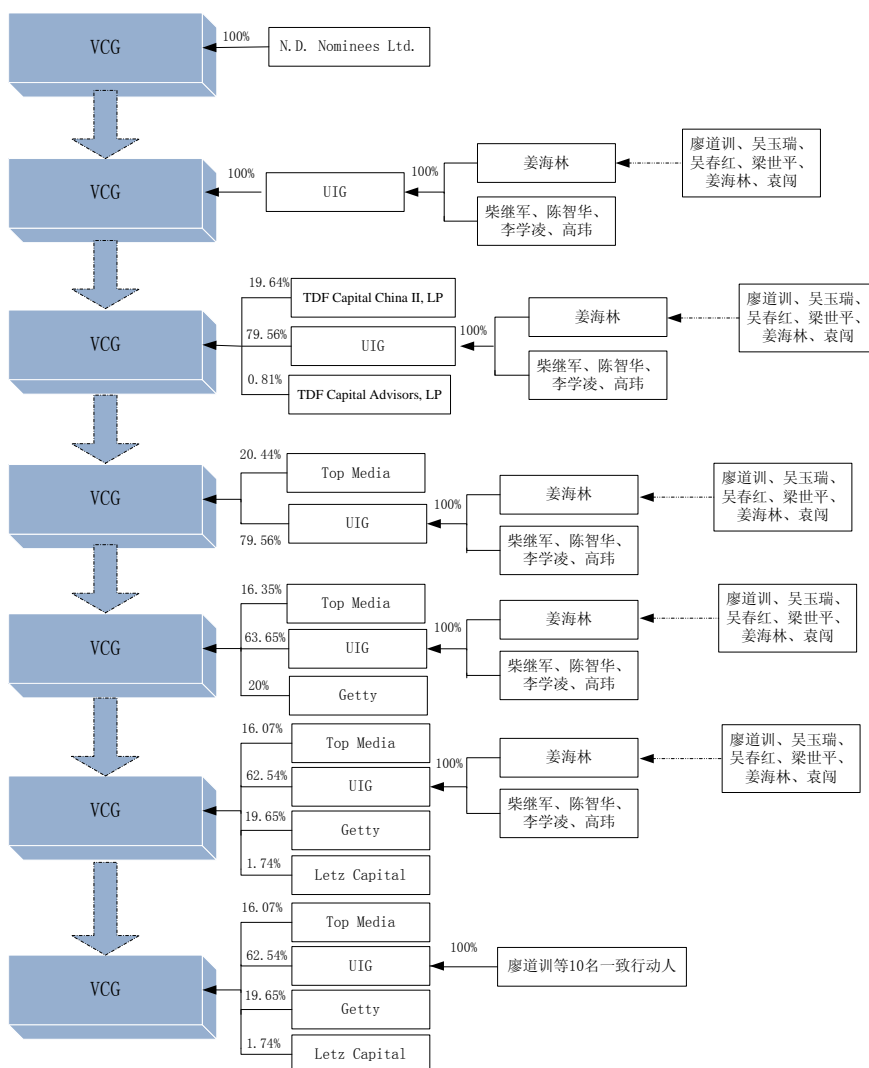 VCG
100%
N.D. Nominees Ltd.
VCG
100%
UIG
100%
姜海林
柴继军、陈智华、
李学凌、高玮
廖道训、吴玉瑞、
吴春红、梁世平、
姜海林、袁闯
VCG
19.64%
TDF Capital China II, LP
79.56%
UIG
0.81%
TDF Capital Advisors, LP
100%
姜海林
柴继军、陈智华、
李学凌、高玮
廖道训、吴玉瑞、
吴春红、梁世平、
姜海林、袁闯
VCG
20.44%
Top Media
79.56%
UIG
100%
姜海林
柴继军、陈智华、
李学凌、高玮
廖道训、吴玉瑞、
吴春红、梁世平、
姜海林、袁闯
VCG
16.35%
Top Media
63.65%
UIG
20%
Getty
100%
姜海林
柴继军、陈智华、
李学凌、高玮
廖道训、吴玉瑞、
吴春红、梁世平、
姜海林、袁闯
VCG
16.07%
Top Media
62.54%
UIG
19.65%
Getty
1.74%
Letz Capital
100%
姜海林
柴继军、陈智华、
李学凌、高玮
廖道训、吴玉瑞、
吴春红、梁世平、
姜海林、袁闯
VCG
16.07%
Top Media
62.54%
UIG
19.65%
Getty
1.74%
Letz Capital
100%
廖道训等10名一致行动人